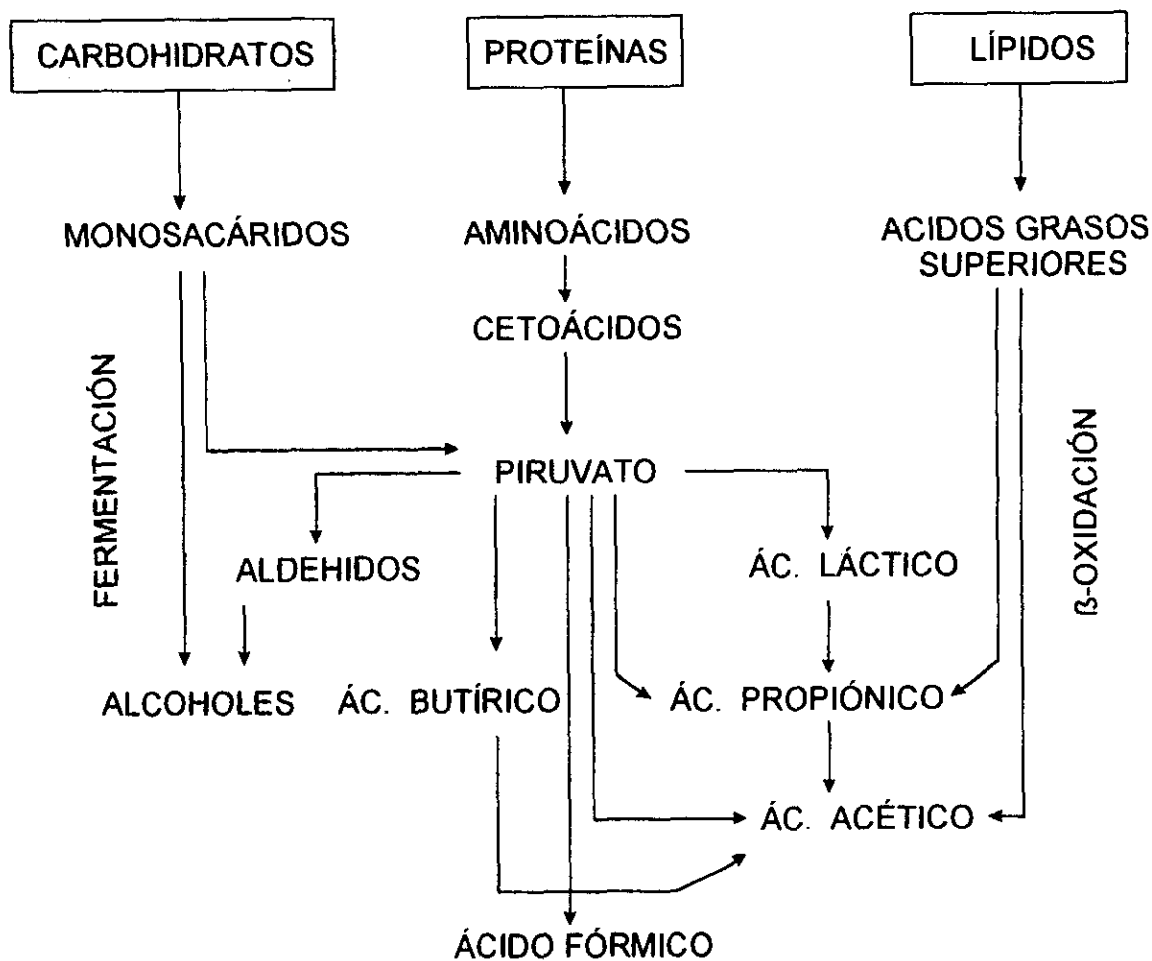 CARBOHIDRATOS
PROTEÍNAS
LÍPIDOS
MONOSACÁRIDOS
AMINOÁCIDOS
ACIDOS GRASOS
SUPERIORES
CETOÁCIDOS
FERMENTACIÓN
ß-OXIDACIÓN
PIRUVATO
ALDEHIDOS
ÁC. LÁCTICO
ALCOHOLES
ÁC. BUTÍRICO
ÁC. PROPIÓNICO
ÁC. ACÉTICO
ÁCIDO FÓRMICO